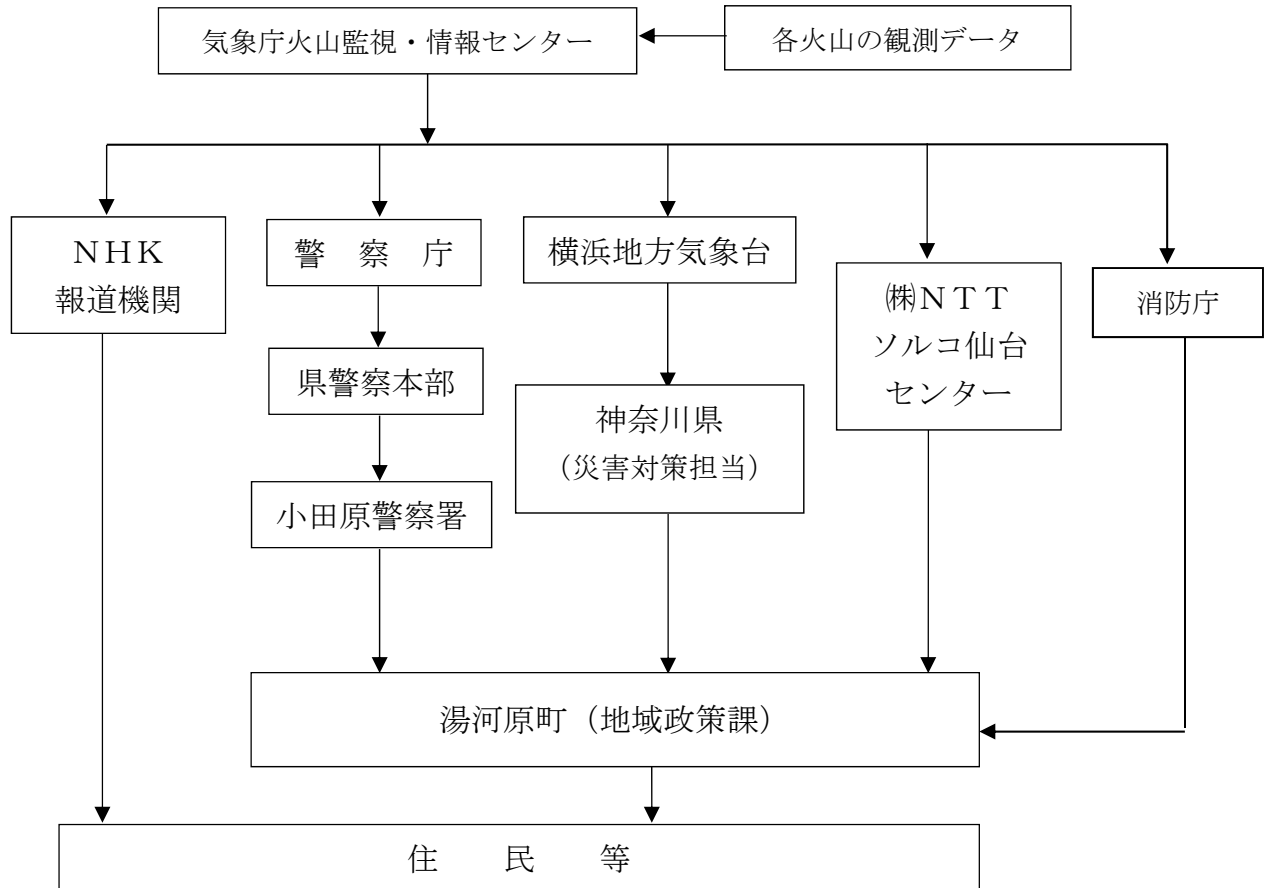 気象庁火山監視・情報センター
各火山の観測データ
ＮＨＫ
報道機関
警　察　庁
横浜地方気象台
㈱ＮＴＴ
ソルコ仙台
センター
消防庁
県警察本部
神奈川県
（災害対策担当）
小田原警察署
湯河原町（地域政策課）
住　　民　　等